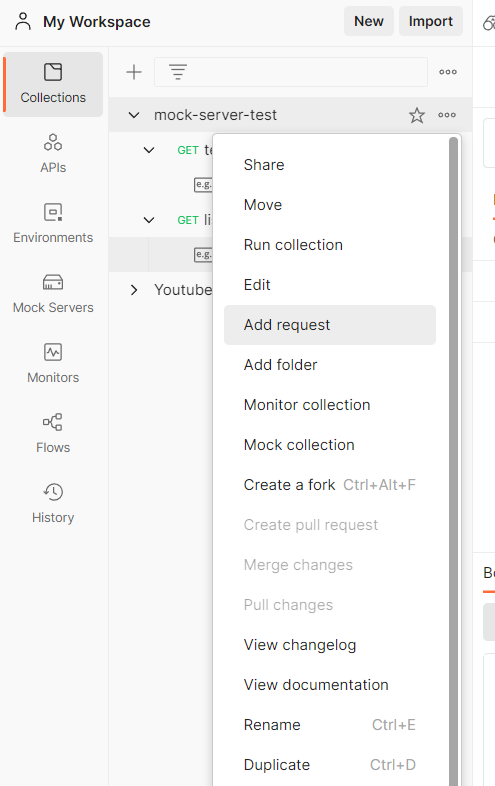 My Workspace
New
Import
Collections
APIs
Environments
Mock Servers
Monitors
Flows
History
mock-server-test
GET te
e.g.
GET li
e.g.
Youtube
Share
Move
Run collection
Edit
Add request
Add folder
Monitor collection
Mock collection
Create a fork Ctrl+Alt+F
Create pull request
Merge changes
Pull changes
View changelog
View documentation
Rename Ctrl+E
Duplicate Ctrl+D